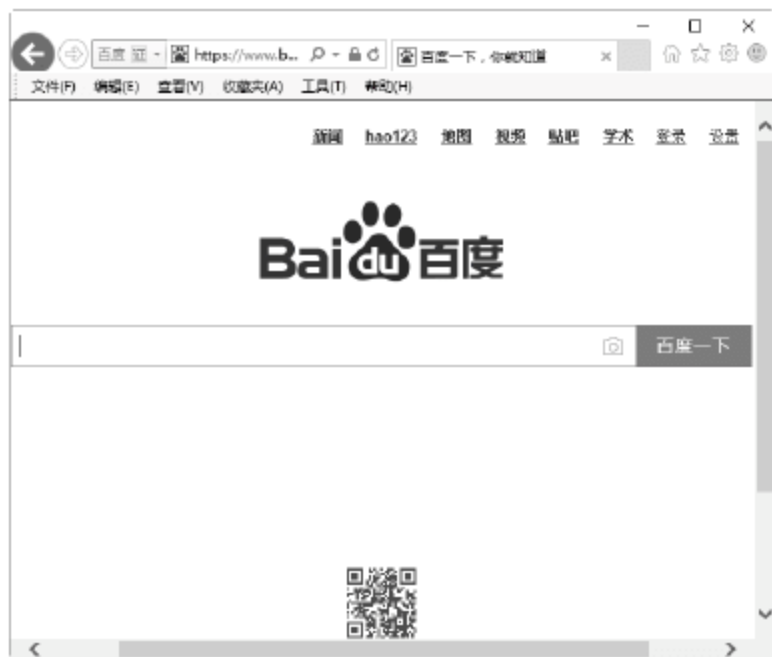 百度 证 https://www.b... 百度一下，你就知道
文件(F) 编辑(E) 查看(V) 收藏夹(A) 工具(T) 帮助(H)
新闻 hao123 地图 视频 贴吧 学术 登录 设置
Bai du 百度
百度一下